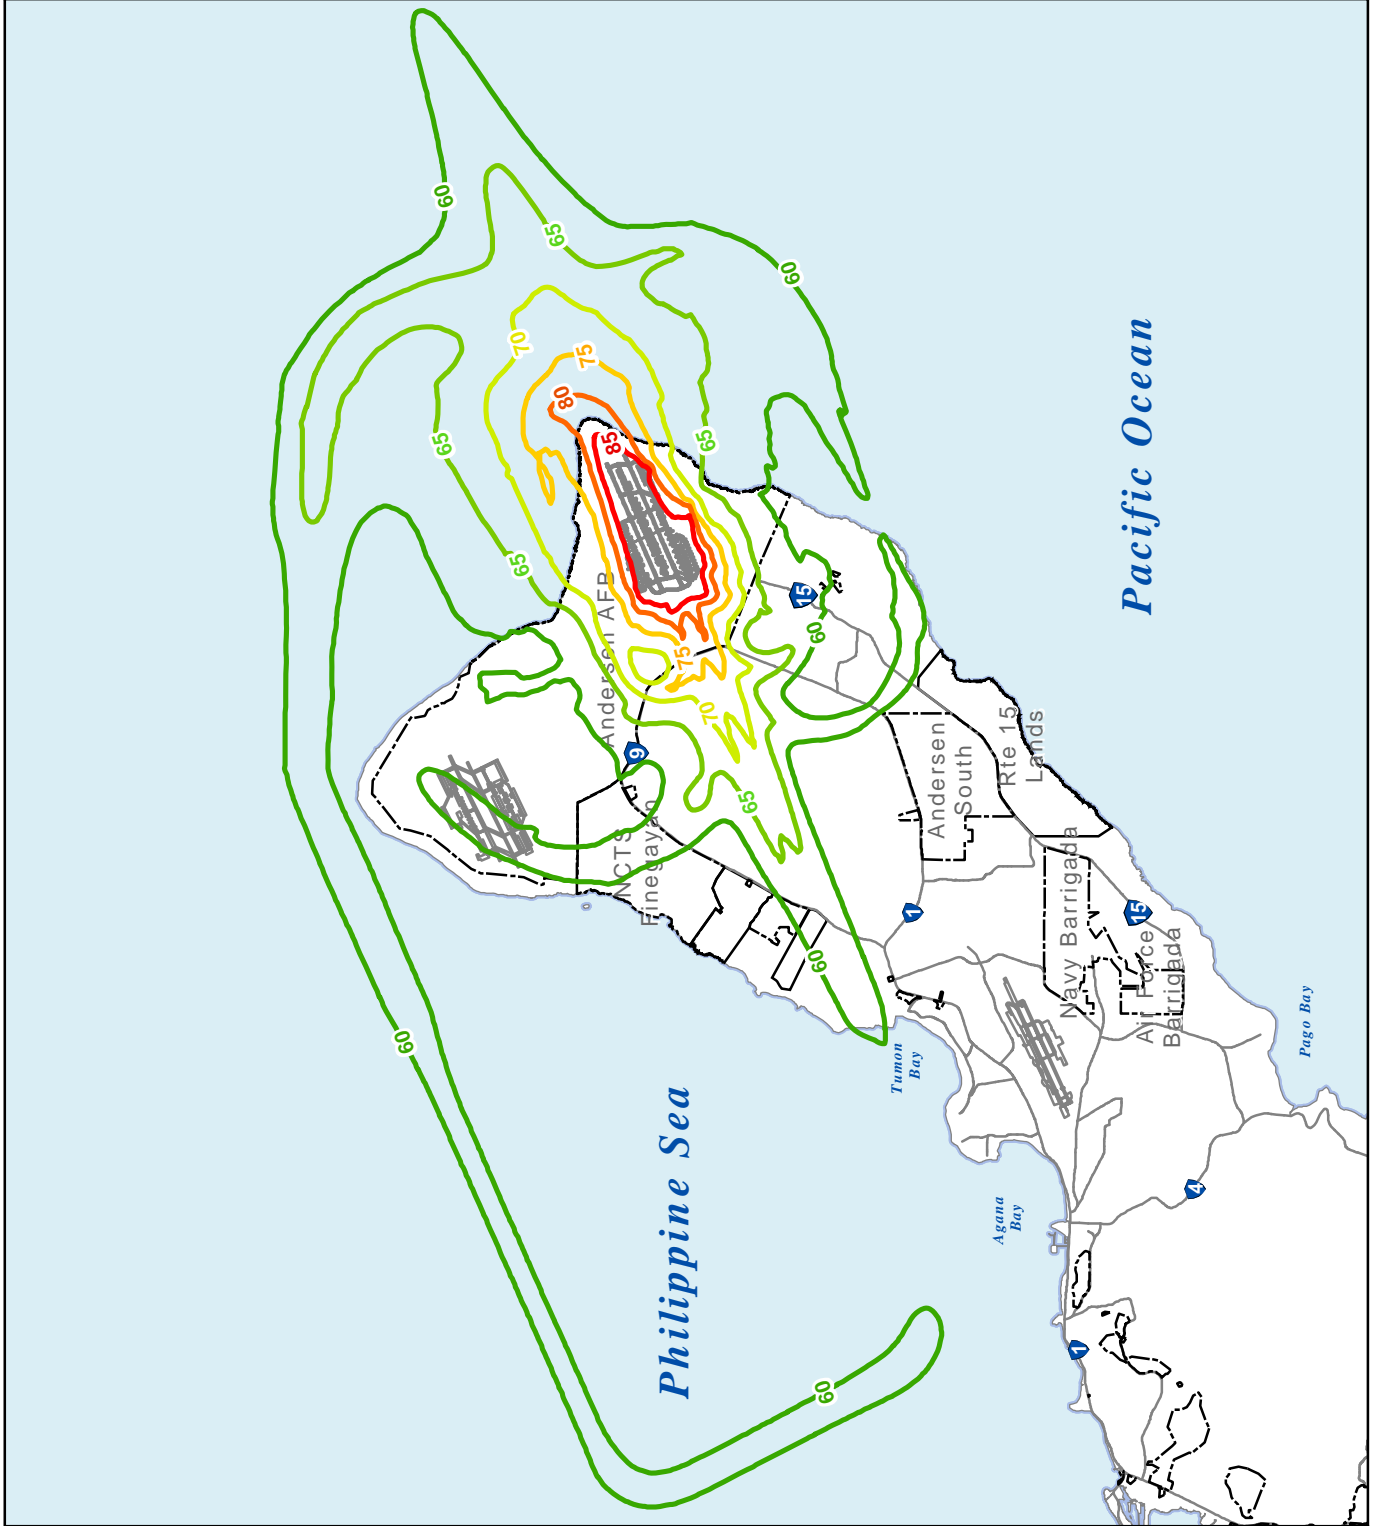 60
65
60
70
75
80
65
65
85
65
Andersen AFB
15
60
75
70
9
65
Andersen
South
Rte 15
Lands
NCTS
Finegayan
1
60
Navy Barrigada
15
Air Force
Barrigada
60
Tumon
Bay
Pago Bay
Agana
Bay
4
1
60
Philippine Sea
Pacific Ocean